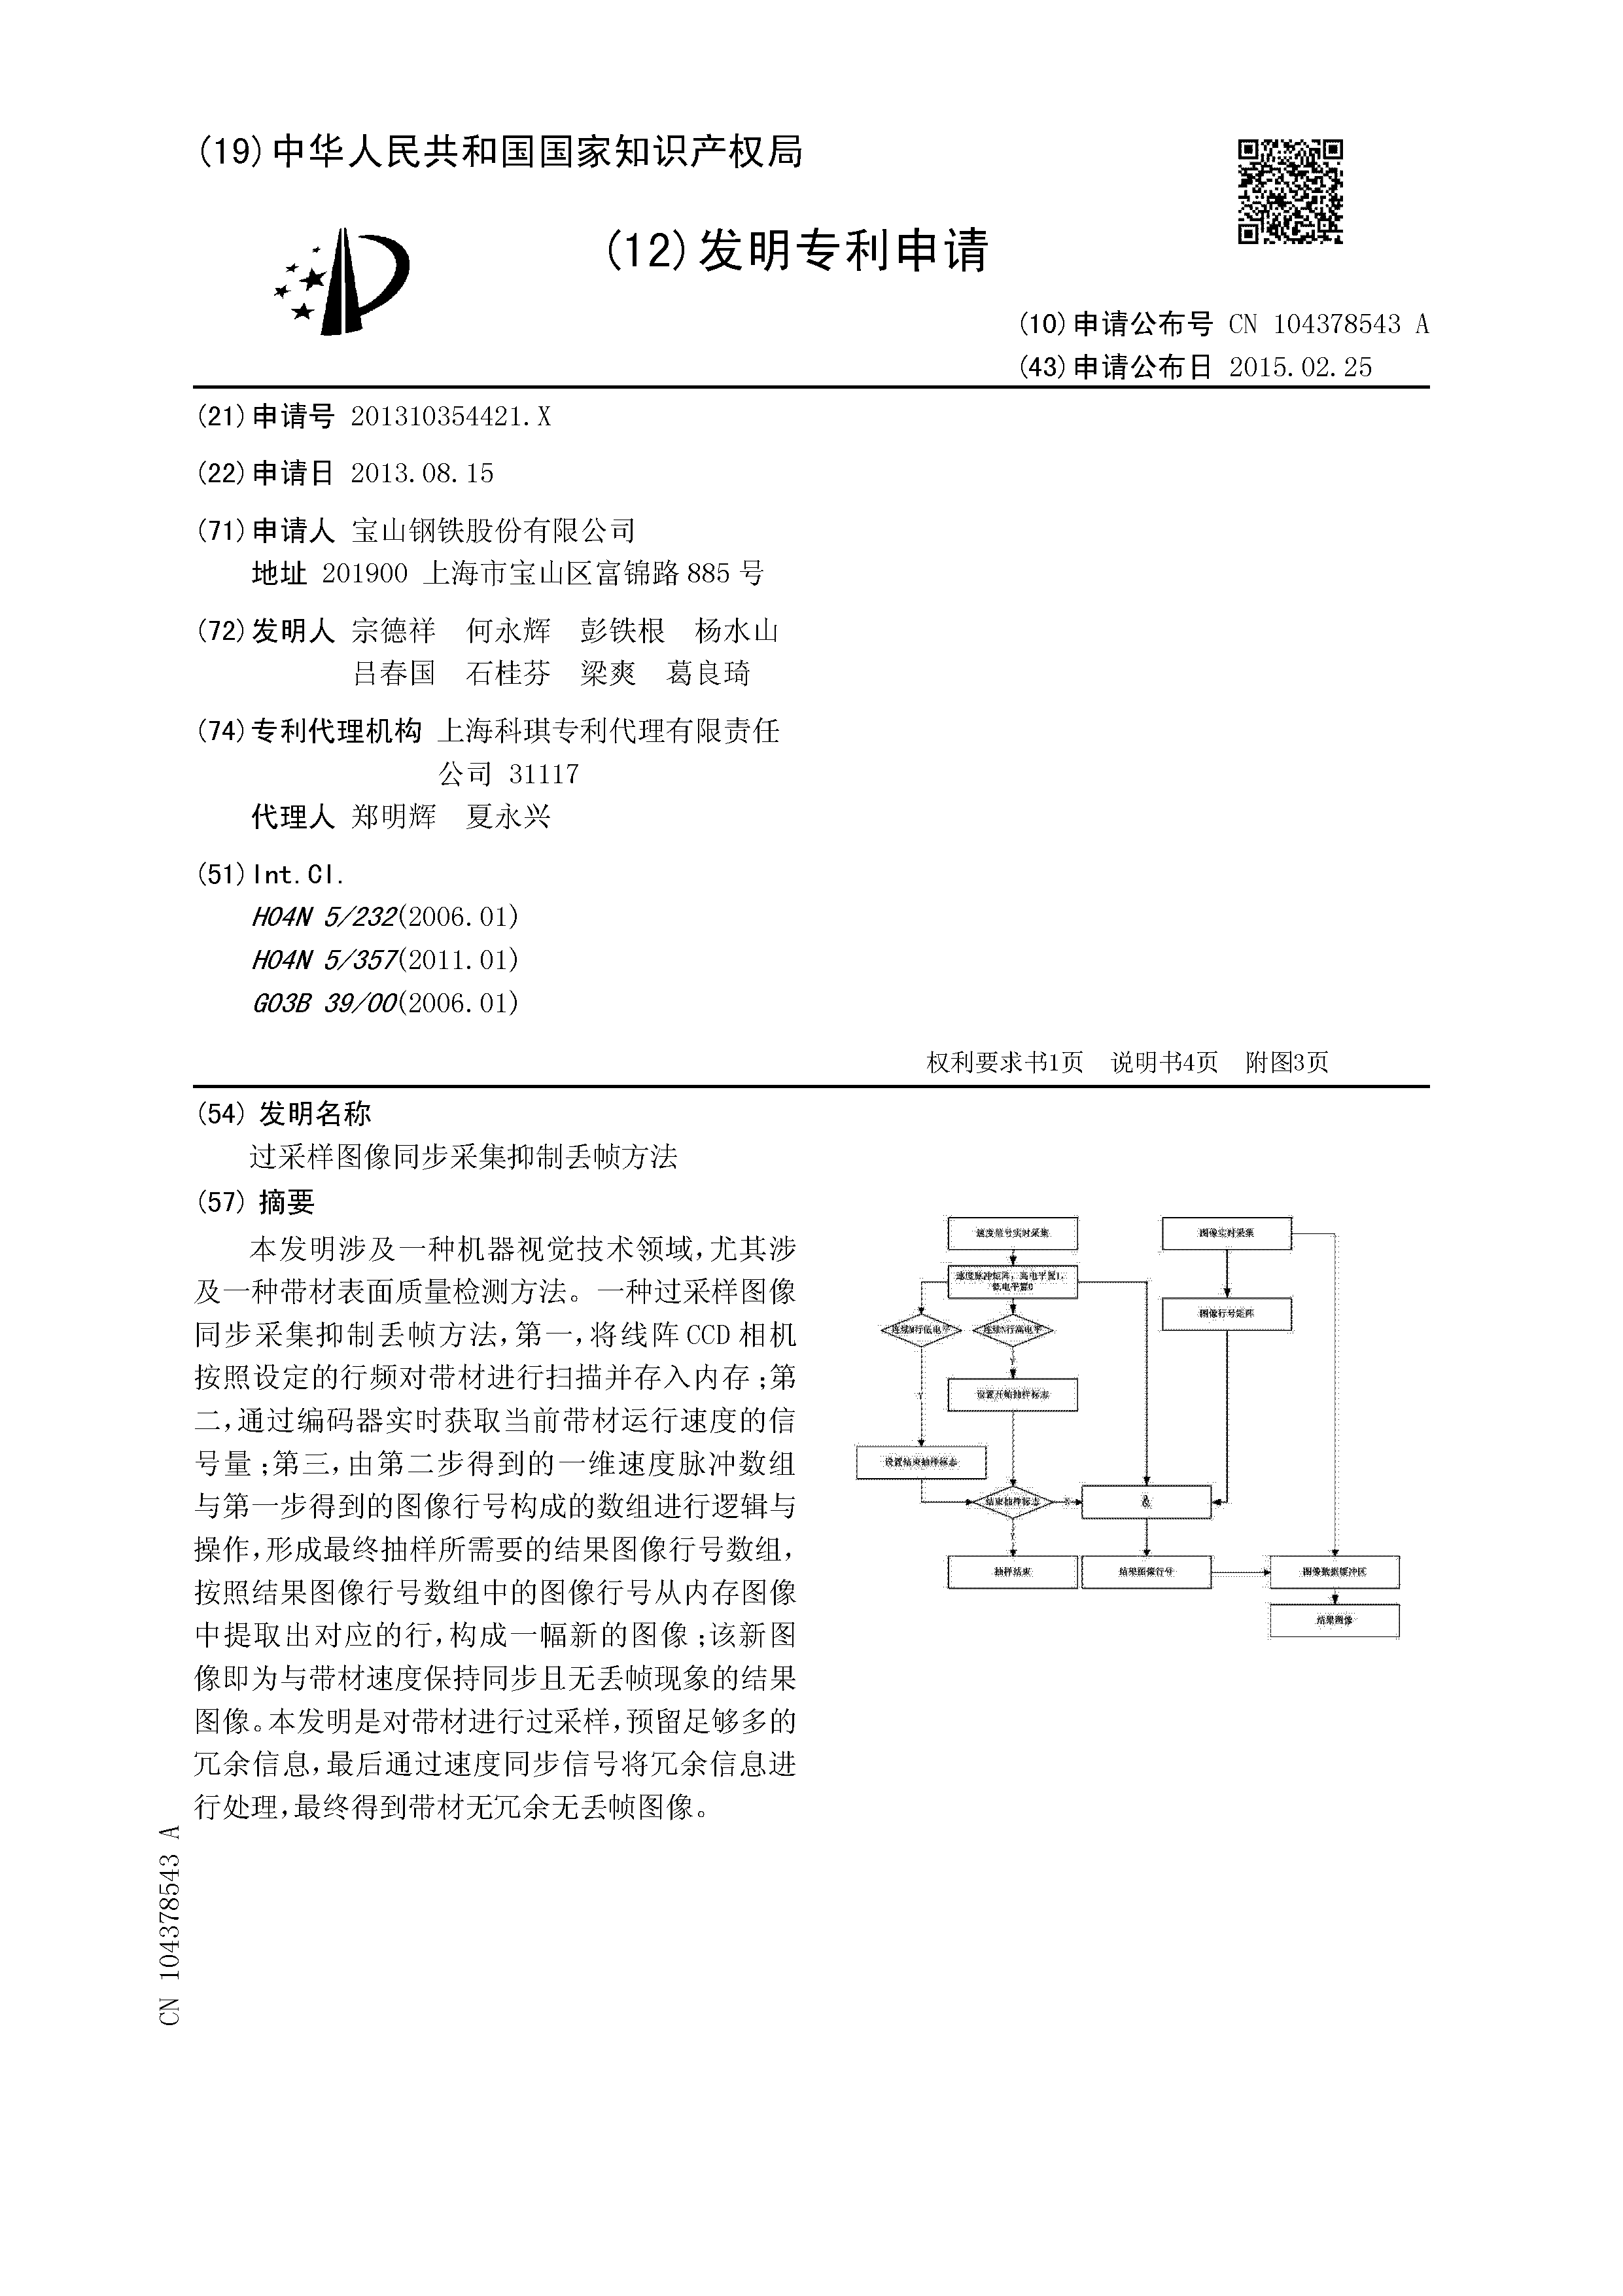 (19)中华人民共和国国家知识产权局
(12)发明专利申请
(10)申请公布号 CN 104378543 A
(43)申请公布日 2015.02.25
(21)申请号 201310354421.X
(22)申请日 2013.08.15
(71)申请人 宝山钢铁股份有限公司
地址 201900 上海市宝山区富锦路885号
(72)发明人 宗德祥 何永辉 彭铁根 杨水山
吕春国 石桂芬 梁爽 葛良琦
(74)专利代理机构 上海科琪专利代理有限责任
公司 31117
代理人 郑明辉 夏永兴
(51)Int.Cl.
H04N 5/232(2006.01)
H04N 5/357(2011.01)
G03B 39/00(2006.01)
权利要求书1页 说明书4页 附图3页
(54)发明名称
过采样图像同步采集抑制丢帧方法
(57)摘要
本发明涉及一种机器视觉技术领域,尤其涉
及一种带材表面质量检测方法。一种过采样图像
同步采集抑制丢帧方法,第一,将线阵CCD相机
按照设定的行频对带材进行扫描并存入内存;第
二,通过编码器实时获取当前带材运行速度的信
号量;第三,由第二步得到的一维速度脉冲数组
与第一步得到的图像行号构成的数组进行逻辑与
操作,形成最终抽样所需要的结果图像行号数组,
按照结果图像行号数组中的图像行号从内存图像
中提取出对应的行,构成一幅新的图像;该新图
像即为与带材速度保持同步且无丢帧现象的结果
图像。本发明是对带材进行过采样,预留足够多的
冗余信息,最后通过速度同步信号将冗余信息进
行处理,最终得到带材无冗余无丢帧图像。
速度信号实时采集
图像实时采集
速度脉冲矩阵,高电平置1,
低电平置0
图像行号矩阵
连续M行低电平
连续N行高电平
Y
设置开始抽样标志
Y
设置结束抽样标志
结束抽样标志
N
&
Y
抽样结束
结果图像行号
图像数据缓冲区
结果图像
CN 104378543 A